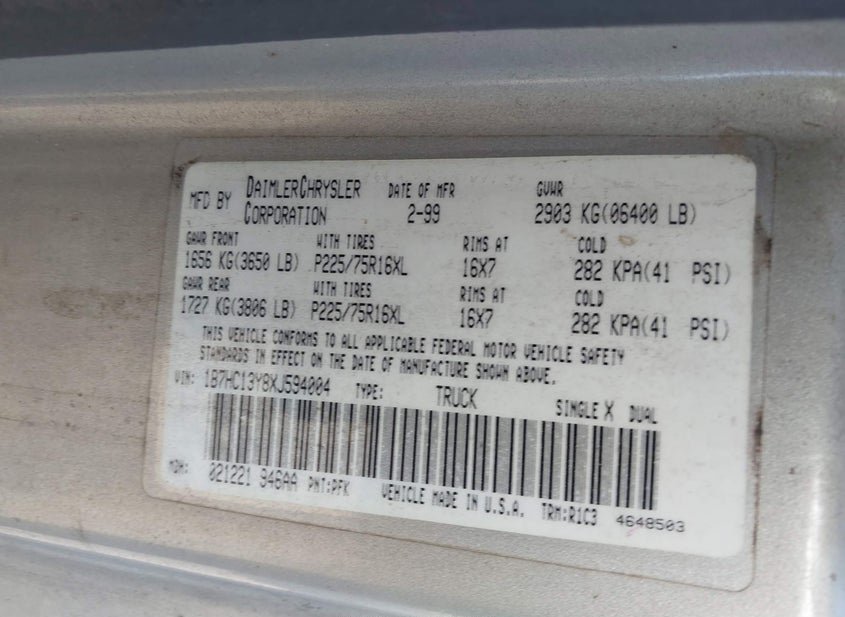 MFD BY DAIMLERCHRYSLER CORPORATION DATE OF MFR 2-99 GVWR 2903 KG(06400 LB)
GAWR FRONT WITH TIRES RIMS AT COLD
1656 KG(3650 LB) P225/75R16XL 16X7 282 KPA(41 PSI)
GAWR REAR WITH TIRES RIMS AT COLD
1727 KG(3806 LB) P225/75R16XL 16X7 282 KPA(41 PSI)
THIS VEHICLE CONFORMS TO ALL APPLICABLE FEDERAL MOTOR VEHICLE SAFETY
STANDARDS IN EFFECT ON THE DATE OF MANUFACTURE SHOWN ABOVE.
VIN: 1B7HC13Y8XJ594004 TYPE: TRUCK SINGLE X DUAL
MDH: 021221 946AA PNT:PFK VEHICLE MADE IN U.S.A. TRM:R1C3 4648503